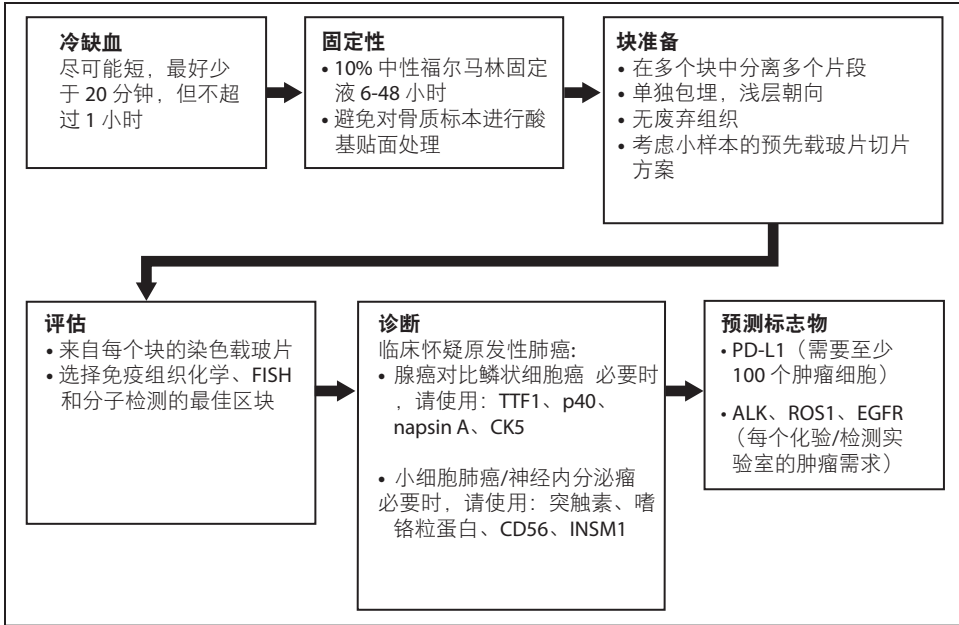 冷缺血
尽可能短，最好少
于 20 分钟，但不超
过 1 小时
固定性
• 10% 中性福尔马林固定
液 6-48 小时
• 避免对骨质标本进行酸
基贴面处理
块准备
• 在多个块中分离多个片段
• 单独包埋，浅层朝向
• 无废弃组织
• 考虑小样本的预先载玻片切片
方案
评估
• 来自每个块的染色载玻片
• 选择免疫组织化学、FISH
和分子检测的最佳区块
诊断
临床怀疑原发性肺癌:
• 腺癌对比鳞状细胞癌 必要时
，请使用：TTF1、p40、
napsin A、CK5
• 小细胞肺癌/神经内分泌瘤
必要时，请使用：突触素、嗜
铬粒蛋白、CD56、INSM1
预测标志物
• PD-L1（需要至少
100 个肿瘤细胞）
• ALK、ROS1、EGFR
（每个化验/检测实
验室的肿瘤需求）